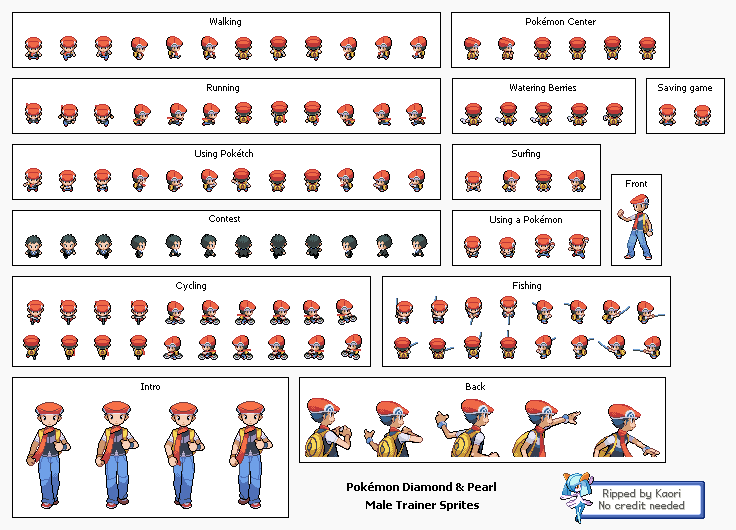 Walking
Pokémon Center
Running
Watering Berries
Saving game
Using Pokétch
Surfing
Front
Contest
Using a Pokémon
Cycling
Fishing
Intro
Back
Pokémon Diamond & Pearl
Male Trainer Sprites
Ripped by Kaori
No credit needed